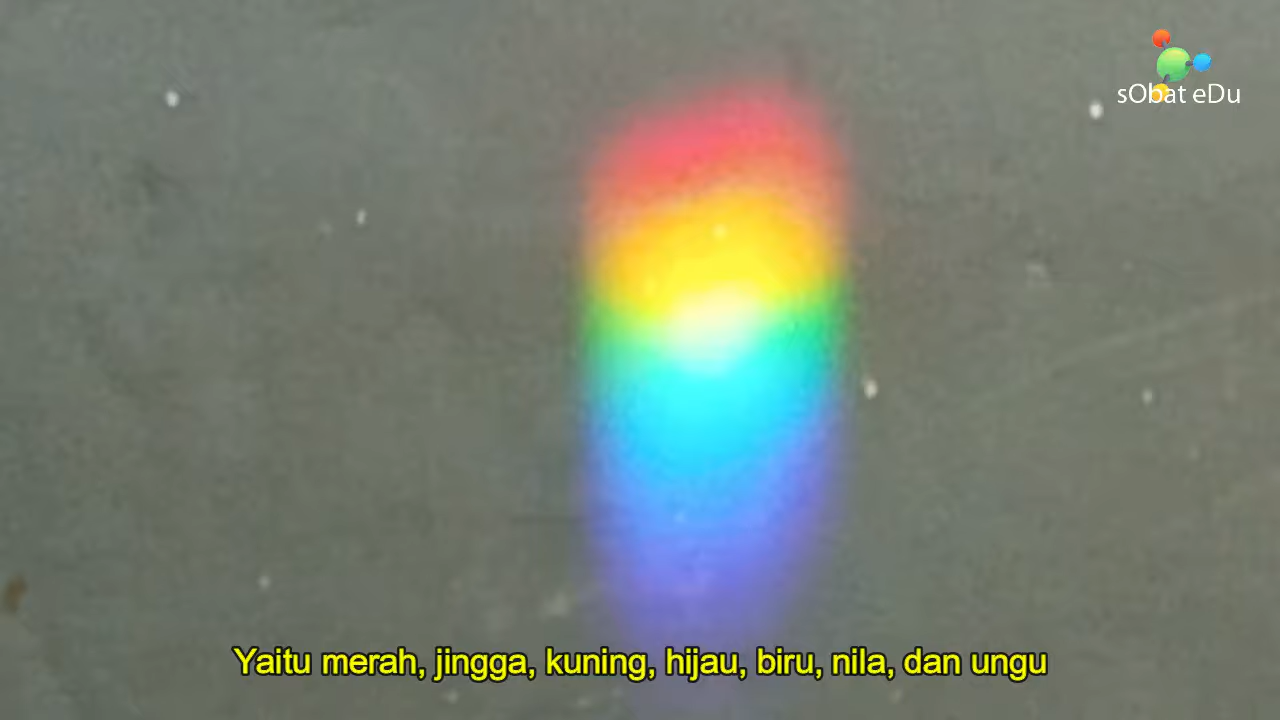 sObat eDu
Yaitu merah, jingga, kuning, hijau, biru, nila, dan ungu